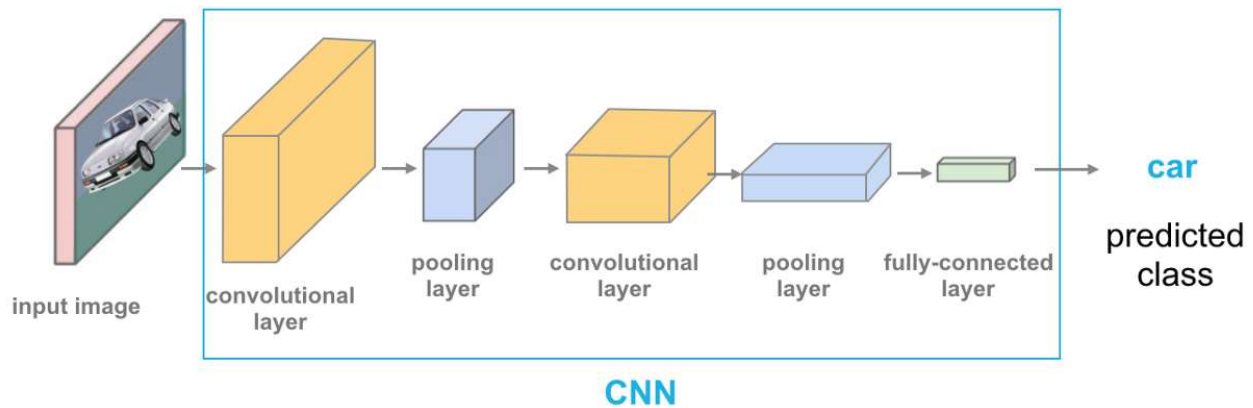 input image
convolutional
layer
pooling
layer
convolutional
layer
pooling
layer
fully-connected
layer
car
predicted
class
CNN